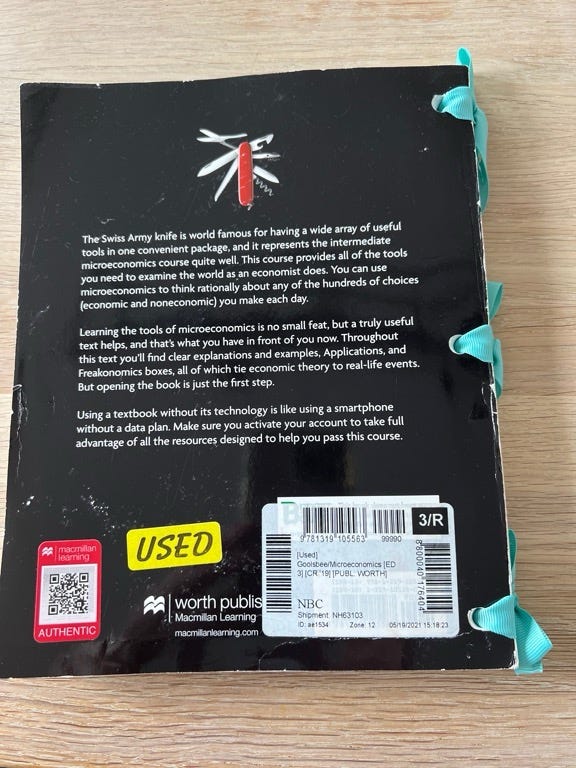 The Swiss Army knife is world famous for having a wide array of useful
tools in one convenient package, and it represents the intermediate
microeconomics course quite well. This course provides all of the tools
you need to examine the world as an economist does. You can use
microeconomics to think rationally about any of the hundreds of choices
(economic and noneconomic) you make each day.
Learning the tools of microeconomics is no small feat, but a truly useful
text helps, and that's what you have in front of you now. Throughout
this text you'll find clear explanations and examples, Applications, and
Freakonomics boxes, all of which tie economic theory to real-life events.
But opening the book is just the first step.
Using a textbook without its technology is like using a smartphone
without a data plan. Make sure you activate your account to take full
advantage of all the resources designed to help you pass this course.
macmillan
learning
AUTHENTIC
USED
worth publis
Macmillan Learning
macmillanlearning.com
9 781319 105563 99990
3/R
[Used]
Goolsbee/Microeconomics [ED
3] [CR '19] [PUBL: WORTH]
NBC
Shipment: NH63103
ID: ae1534 Zone: 12 05/19/2021 15:18:23